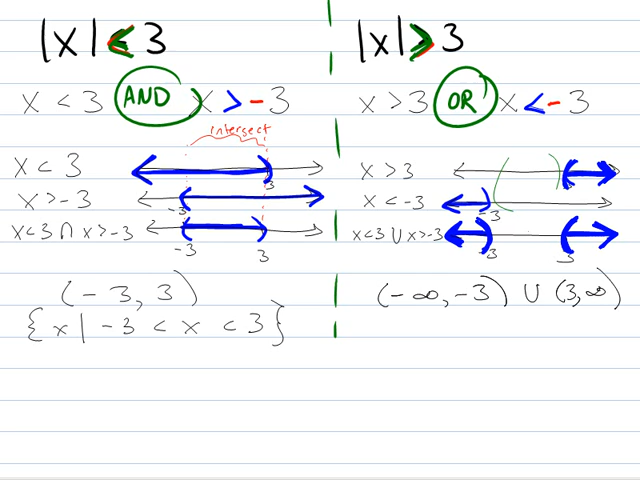 |x| < 3
x < 3 AND x > -3
intersect
x < 3
3
x > -3
-3
x<3 ∩ x>-3
-3 3
(-3, 3)
{x | -3 < x < 3}
|x| > 3
x > 3 OR x < -3
x > 3
x < -3
-3
x<3 ∪ x>-3
-3 3
(-∞, -3) ∪ (3, ∞)